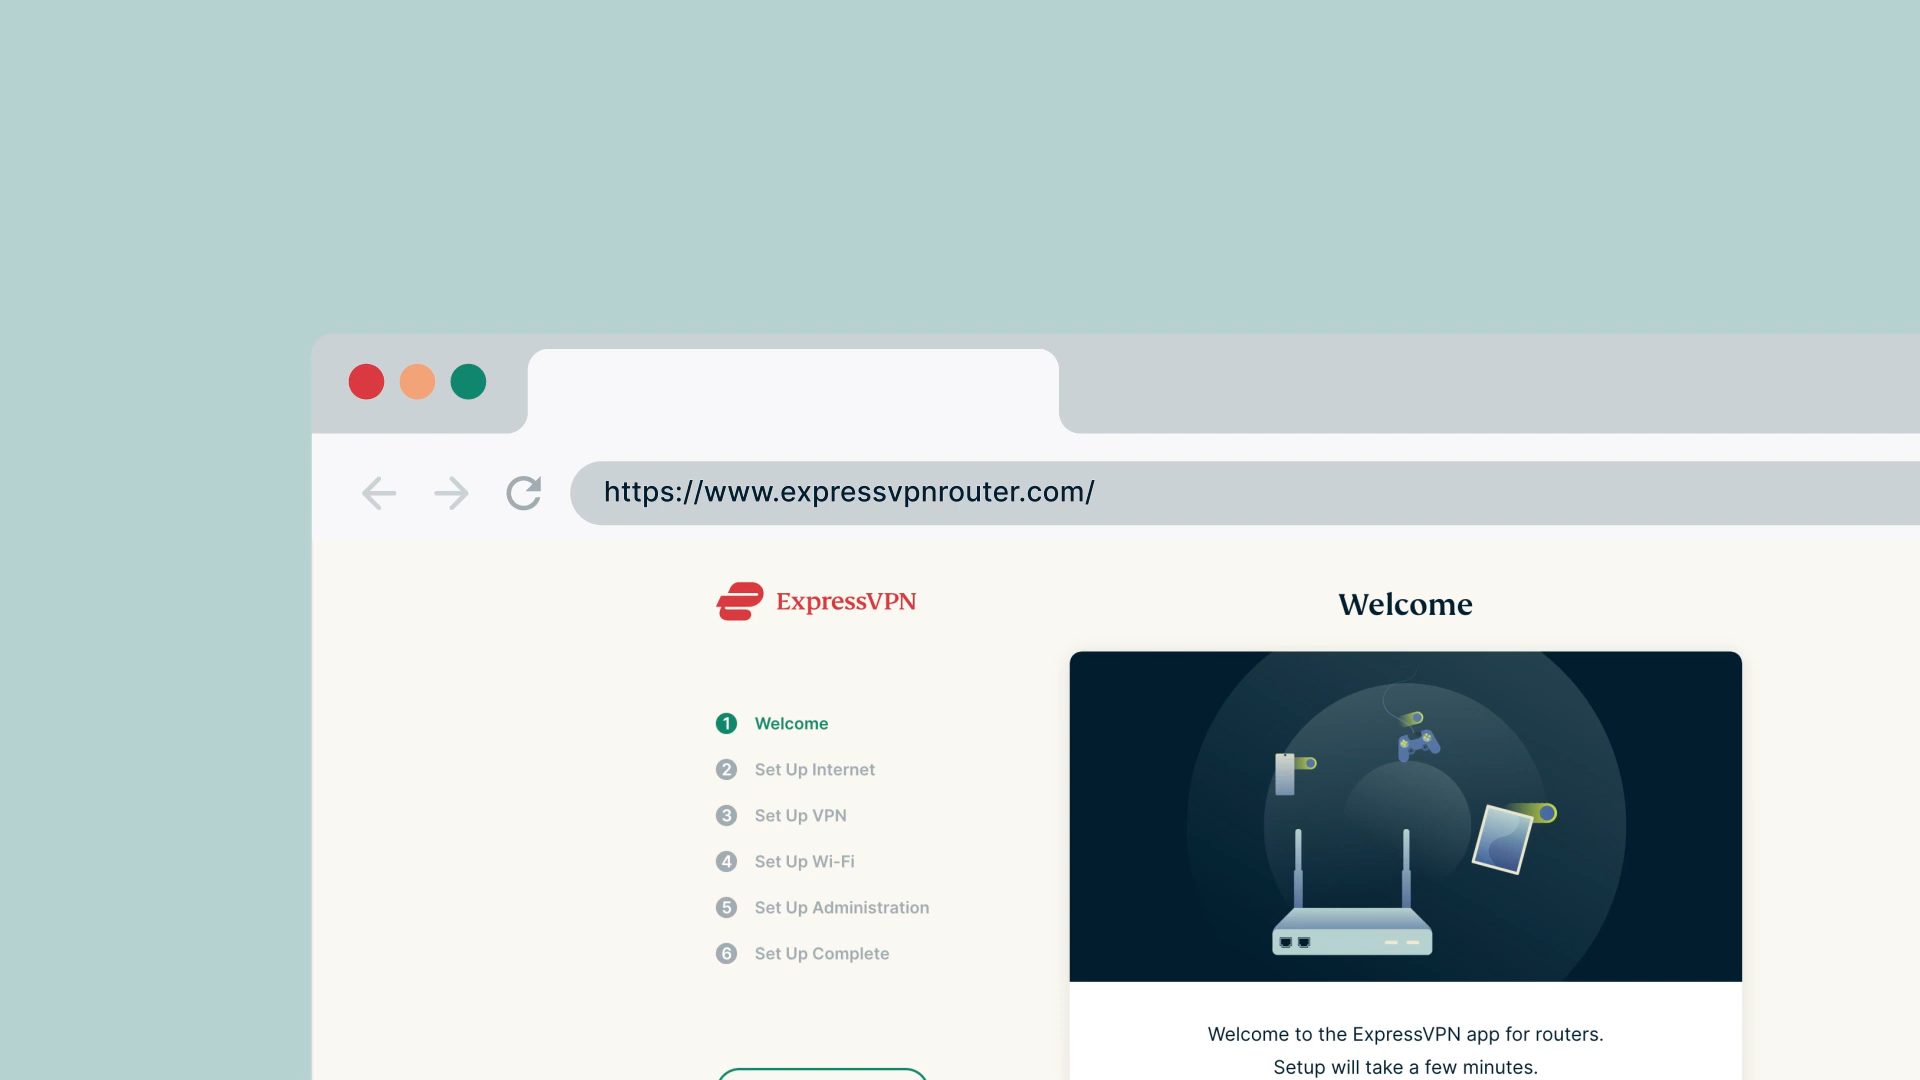 https://www.expressvpnrouter.com/
ExpressVPN
Welcome
1 Welcome
2 Set Up Internet
3 Set Up VPN
4 Set Up Wi-Fi
5 Set Up Administration
6 Set Up Complete
Welcome to the ExpressVPN app for routers.
Setup will take a few minutes.